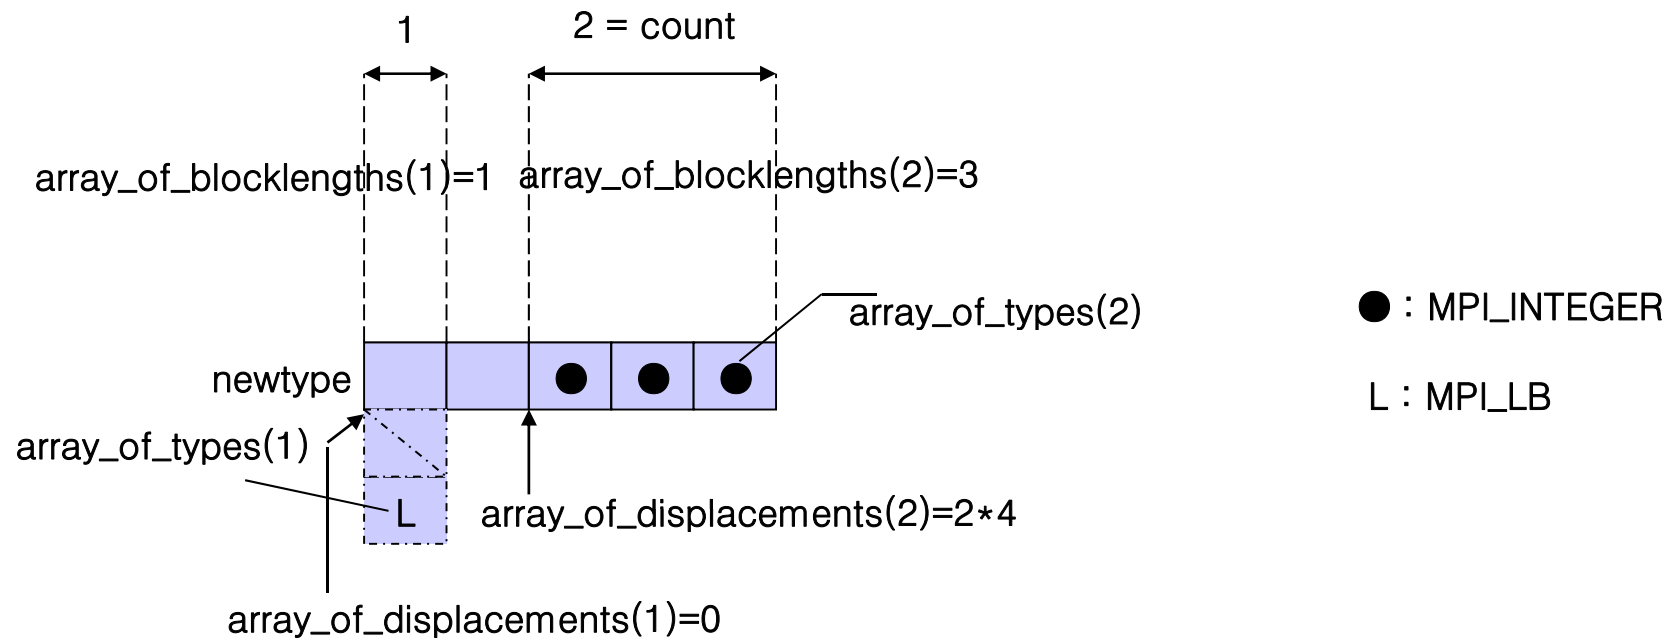 1
2 = count
array_of_blocklengths(1)=1
array_of_blocklengths(2)=3
array_of_types(2)
● : MPI_INTEGER
newtype
L : MPI_LB
array_of_types(1)
L
array_of_displacements(2)=2*4
array_of_displacements(1)=0